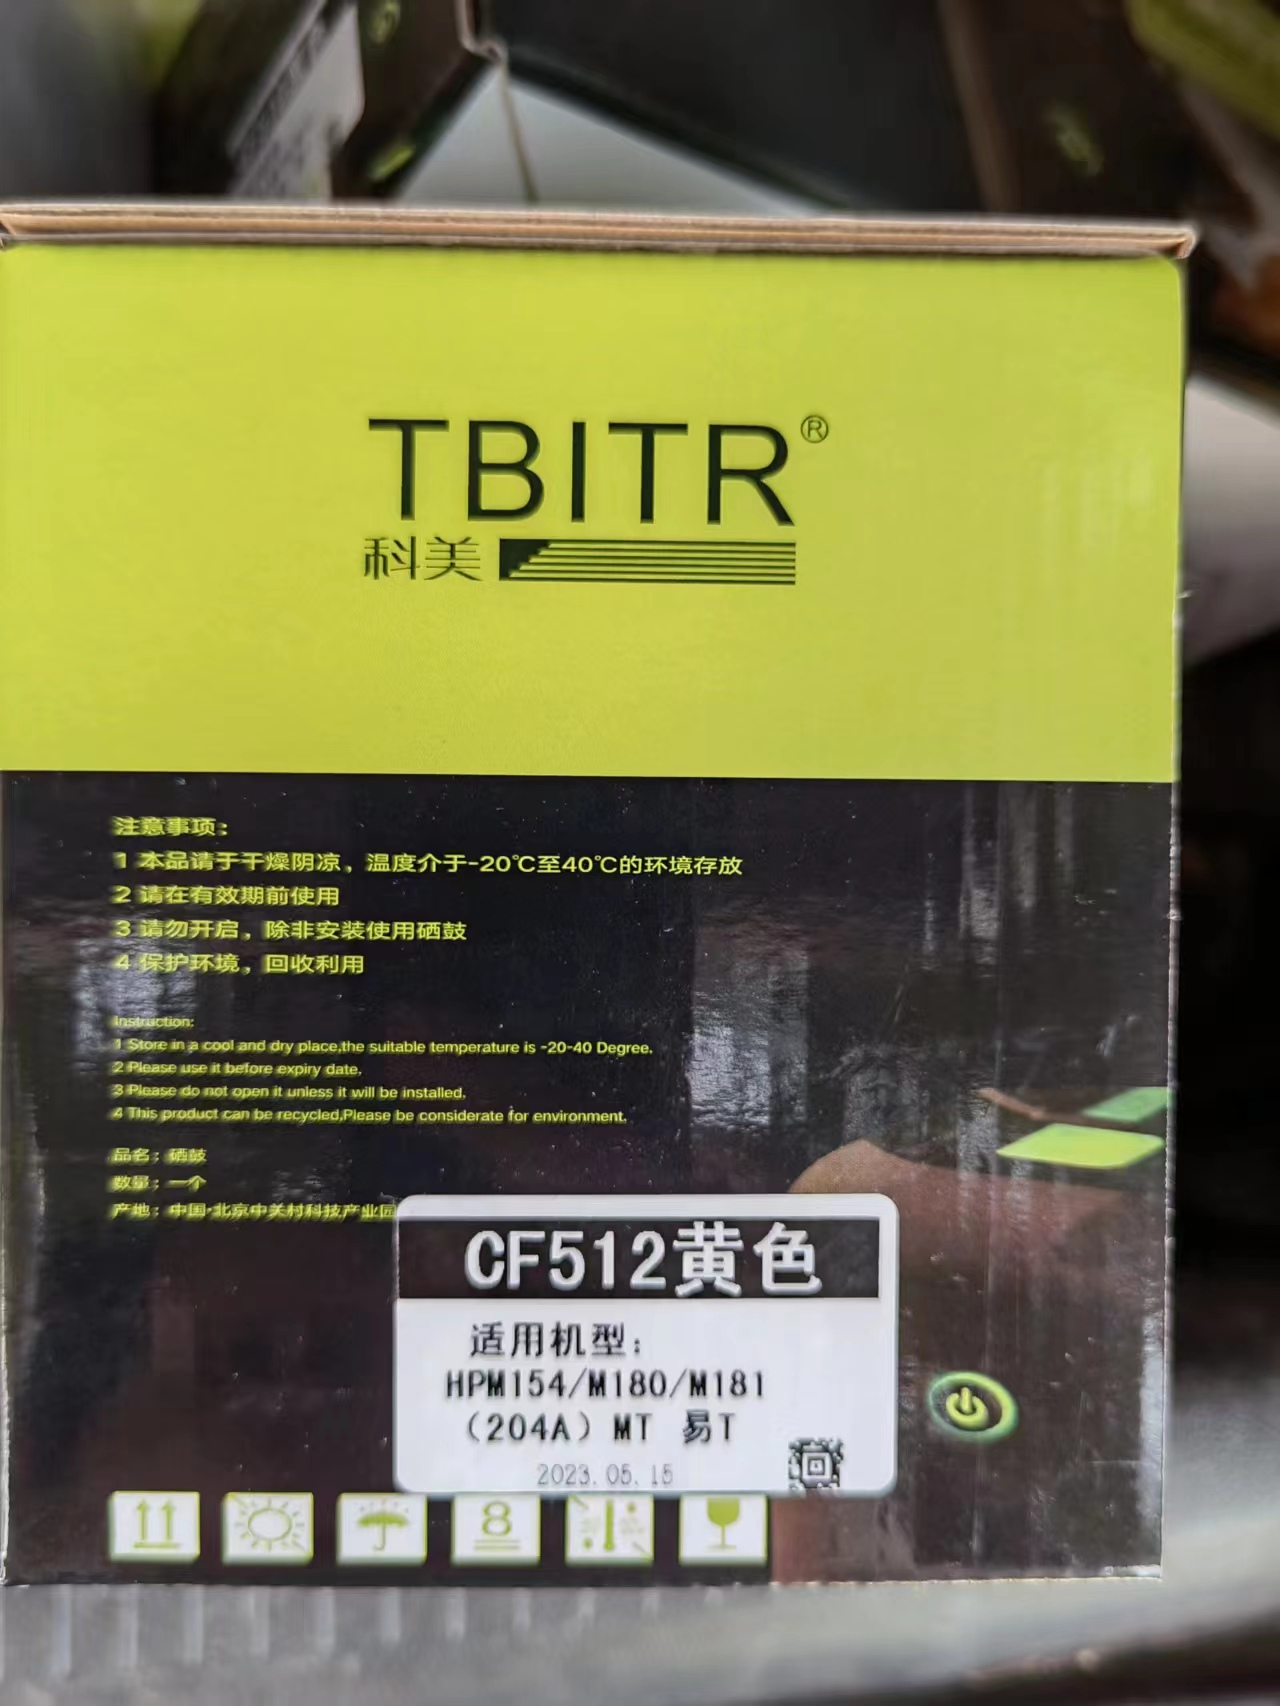 TBITR®
科美
注意事项：
1 本品请于干燥阴凉，温度介于-20℃至40℃的环境存放
2 请在有效期前使用
3 请勿开启，除非安装使用硒鼓
4 保护环境，回收利用
Instruction:
1 Store in a cool and dry place,the suitable temperature is -20-40 Degree.
2 Please use it before expiry date.
3 Please do not open it unless it will be installed.
4 This product can be recycled,Please be considerate for environment.
品名：硒鼓
数量：一个
产地：中国·北京中关村科技产业园
CF512黄色
适用机型：
HPM154/M180/M181
（204A）MT 易T
2023.05.15
8